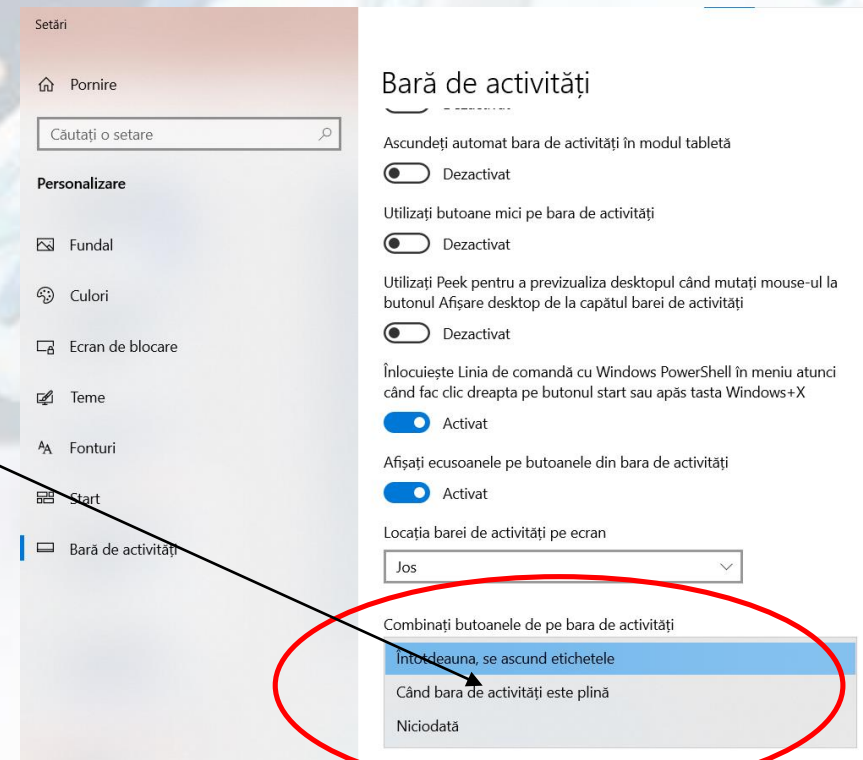 Setări
Pornire
Căutați o setare
Personalizare
Fundal
Culori
Ecran de blocare
Teme
Fonturi
Start
Bară de activități
Bară de activități
Ascundeți automat bara de activități în modul tabletă
Dezactivat
Utilizați butoane mici pe bara de activități
Dezactivat
Utilizați Peek pentru a previzualiza desktopul când mutați mouse-ul la
butonul Afișare desktop de la capătul barei de activități
Dezactivat
Înlocuiește Linia de comandă cu Windows PowerShell în meniu atunci
când fac clic dreapta pe butonul start sau apăs tasta Windows+X
Activat
Afișați ecusoanele pe butoanele din bara de activități
Activat
Locația barei de activități pe ecran
Jos
Combinați butoanele de pe bara de activități
Întotdeauna, se ascund etichetele
Când bara de activități este plină
Niciodată